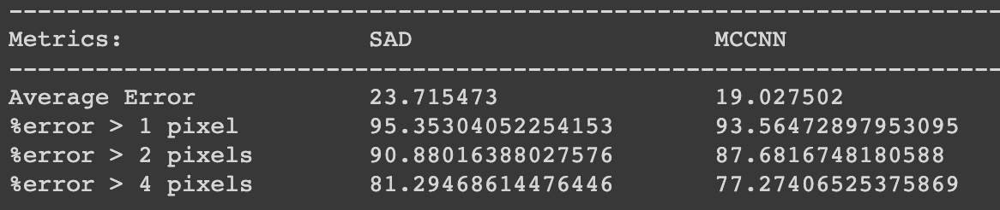 Metrics: SAD MCCNN
Average Error 23.715473 19.027502
%error > 1 pixel 95.35304052254153 93.56472897953095
%error > 2 pixels 90.88016388027576 87.6816748180588
%error > 4 pixels 81.29468614476446 77.27406525375869